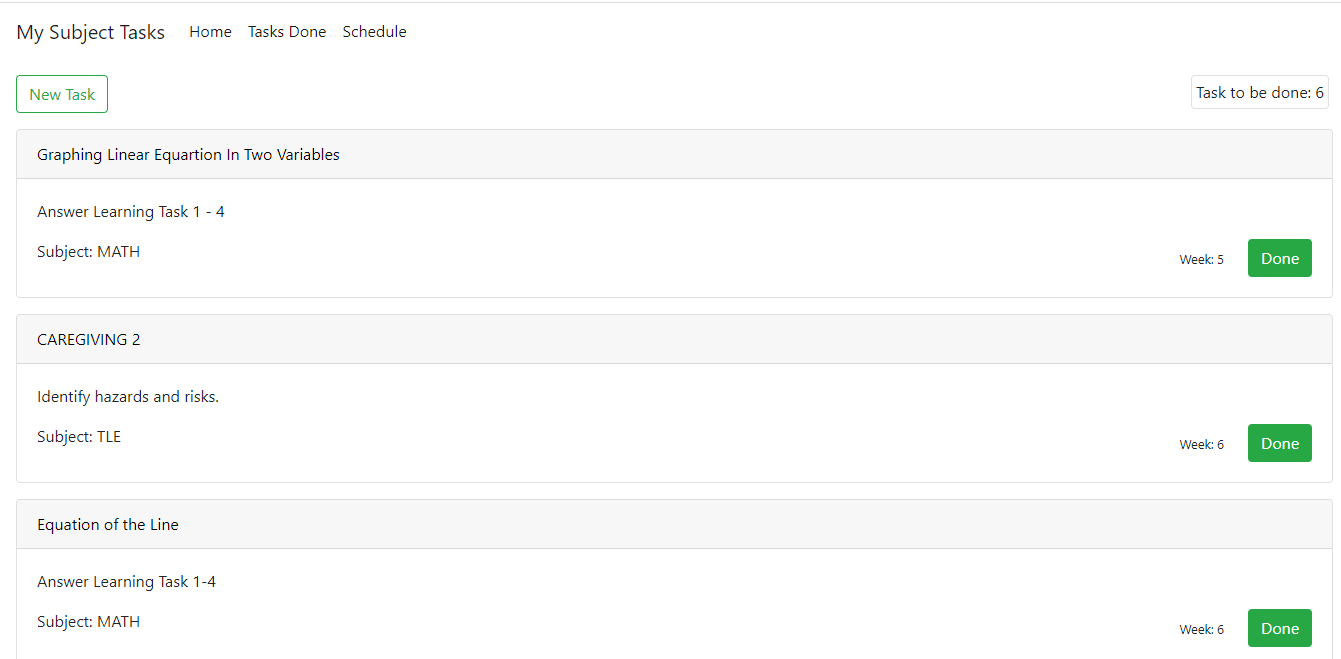 My Subject Tasks Home Tasks Done Schedule
New Task Task to be done: 6
Graphing Linear Equartion In Two Variables
Answer Learning Task 1 - 4
Subject: MATH
Week: 5 Done
CAREGIVING 2
Identify hazards and risks.
Subject: TLE
Week: 6 Done
Equation of the Line
Answer Learning Task 1-4
Subject: MATH
Week: 6 Done